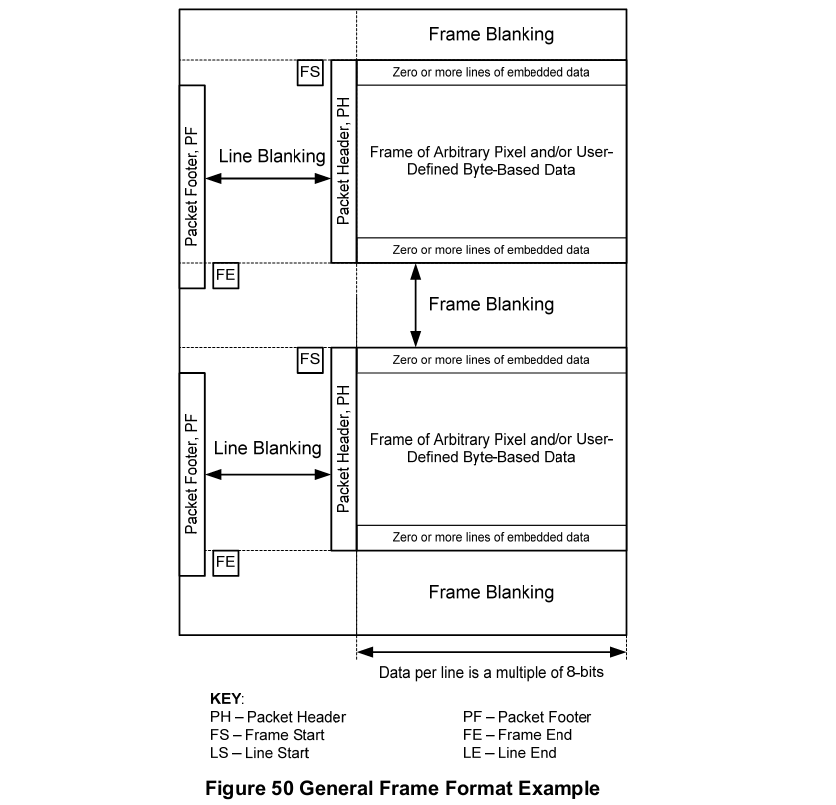 Frame Blanking
FS
Zero or more lines of embedded data
Packet Footer, PF
Line Blanking
Packet Header, PH
Frame of Arbitrary Pixel and/or User-
Defined Byte-Based Data
Zero or more lines of embedded data
FE
Frame Blanking
FS
Zero or more lines of embedded data
Packet Footer, PF
Line Blanking
Packet Header, PH
Frame of Arbitrary Pixel and/or User-
Defined Byte-Based Data
Zero or more lines of embedded data
FE
Frame Blanking
Data per line is a multiple of 8-bits
KEY:
PH – Packet Header PF – Packet Footer
FS – Frame Start FE – Frame End
LS – Line Start LE – Line End
Figure 50 General Frame Format Example